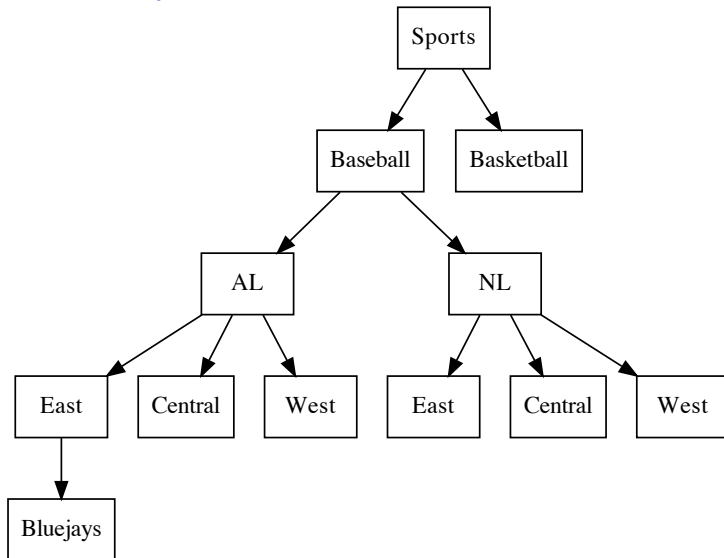 Sports
Baseball
Basketball
AL
NL
East
Central
West
East
Central
West
Bluejays